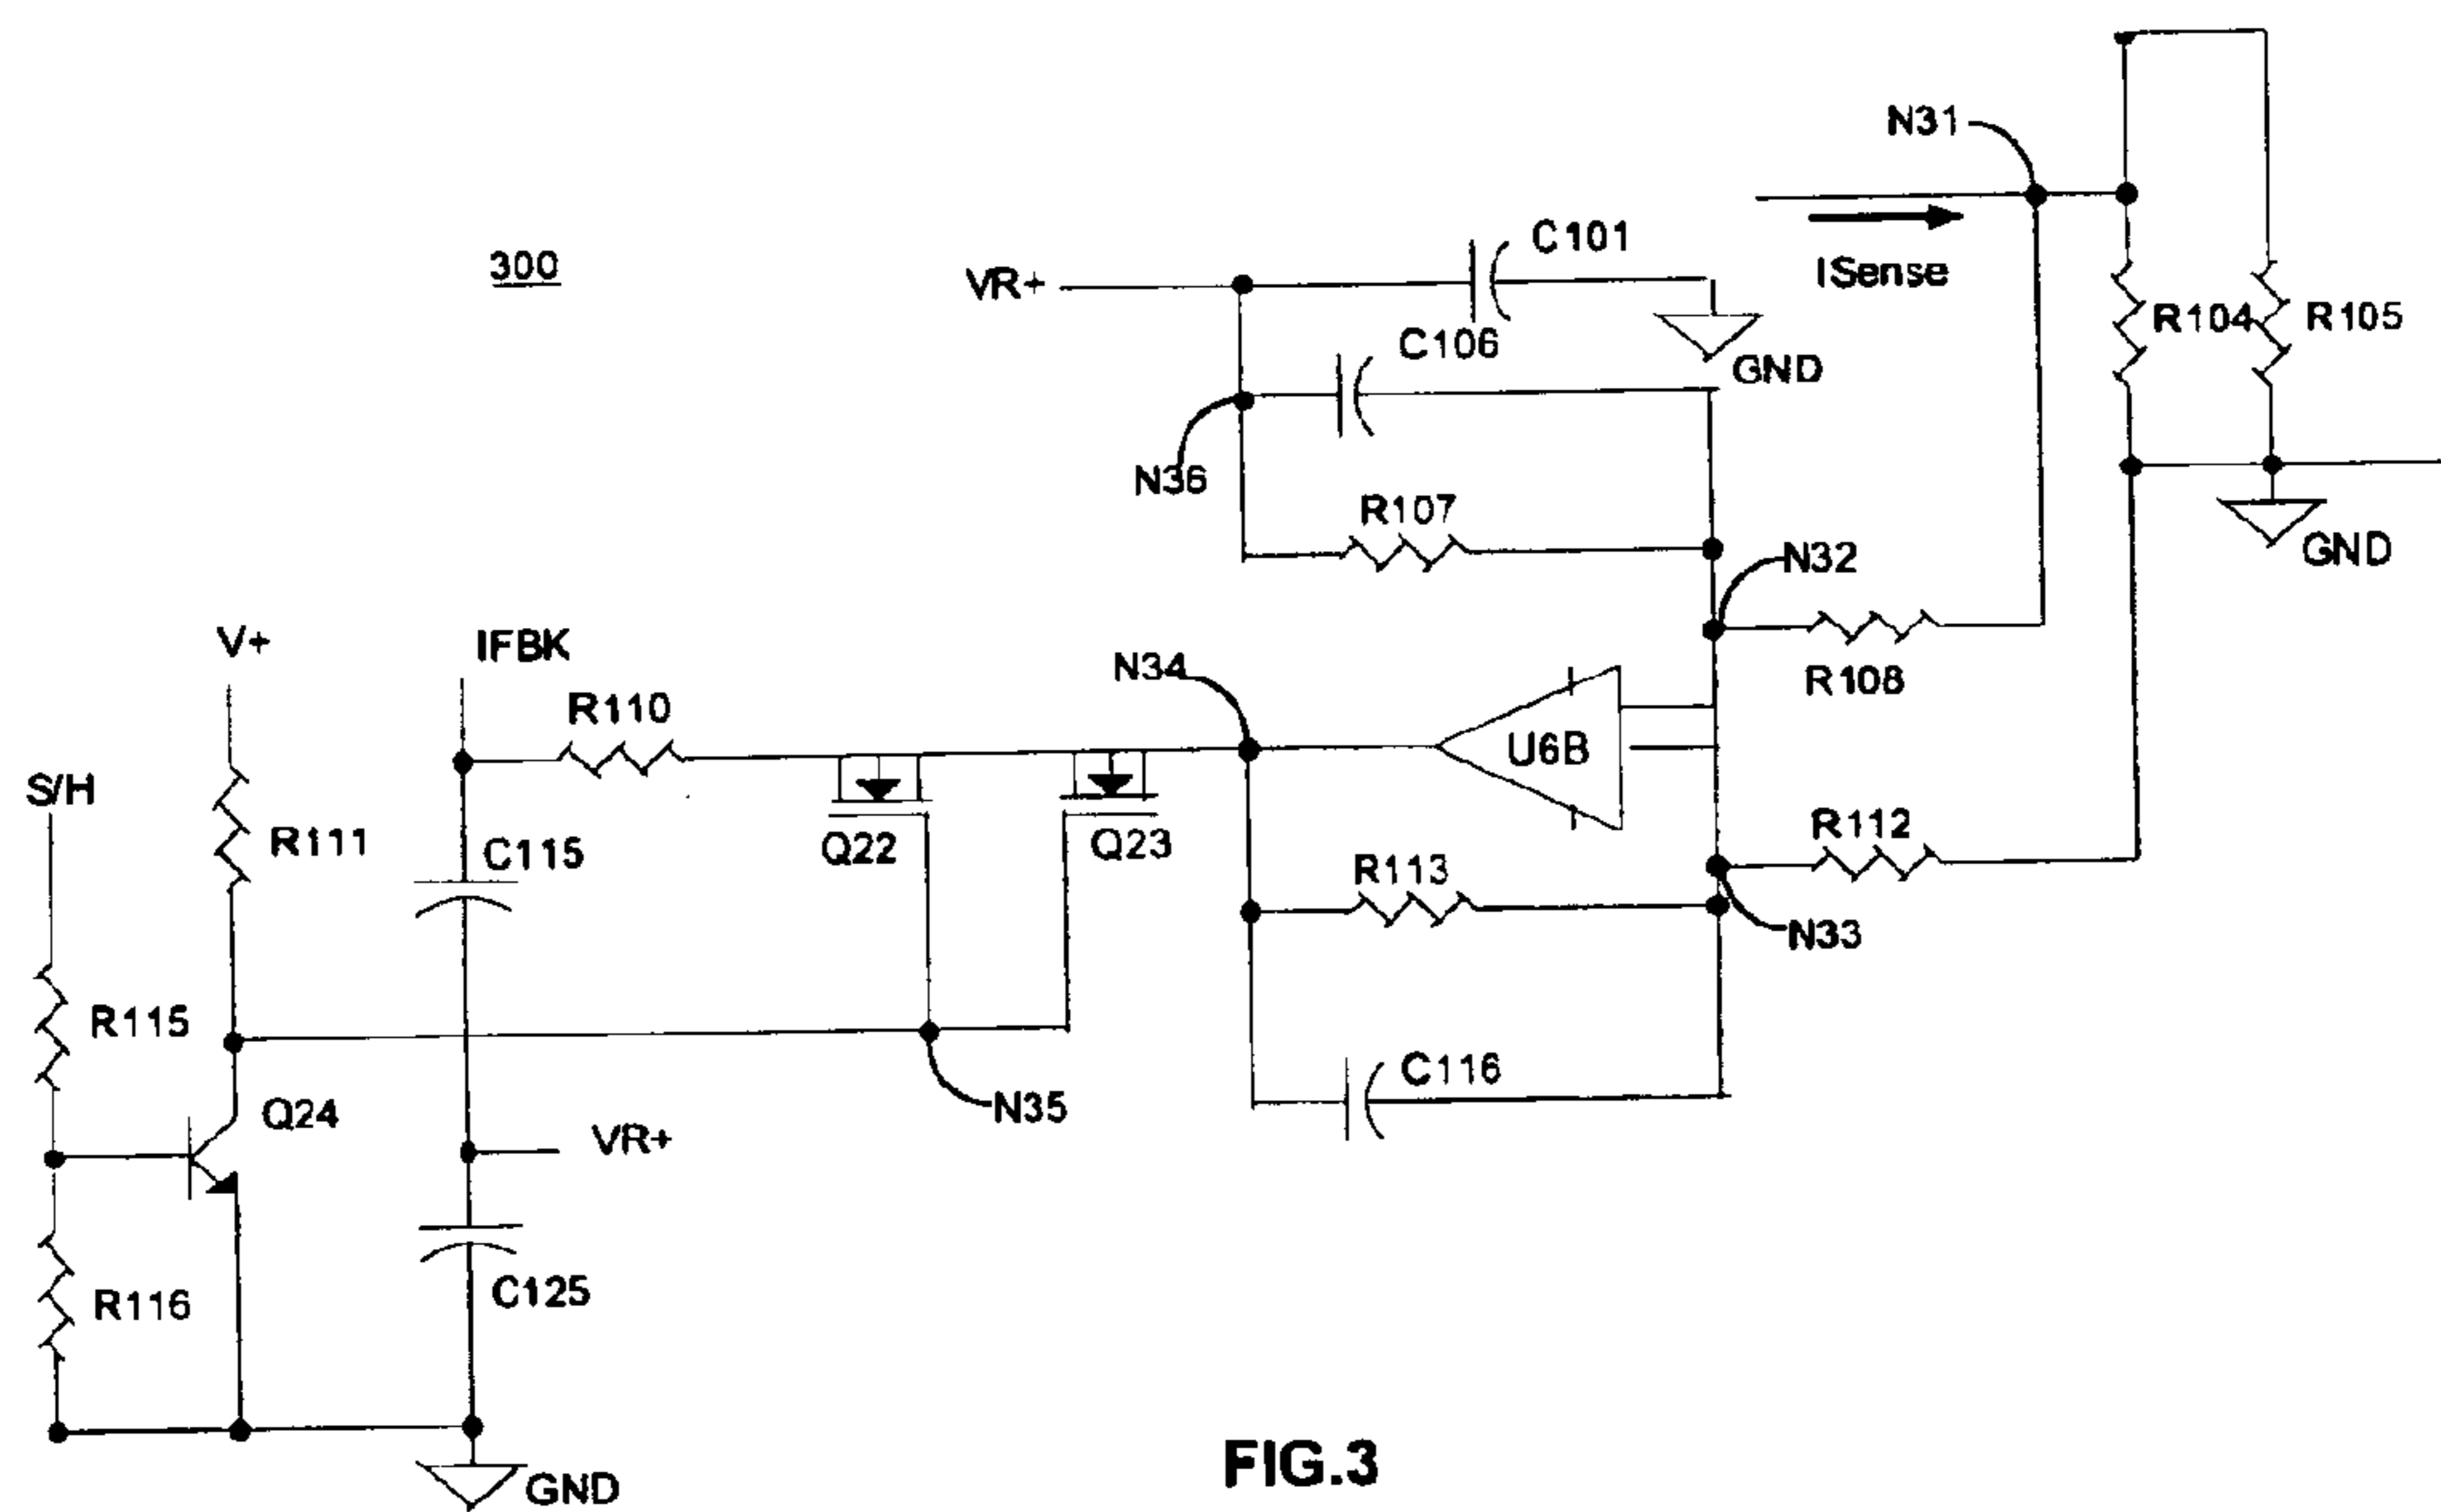 N31
C101
300
VR+
ISense
R104
R105
C106
GND
N36
R107
N32
GND
V+
IFBK
N34
R108
R110
S/H
U6B
R111
C115
Q22
Q23
R112
R113
N33
R115
C116
Q24
N35
VR+
C125
R116
FIG.3
GND